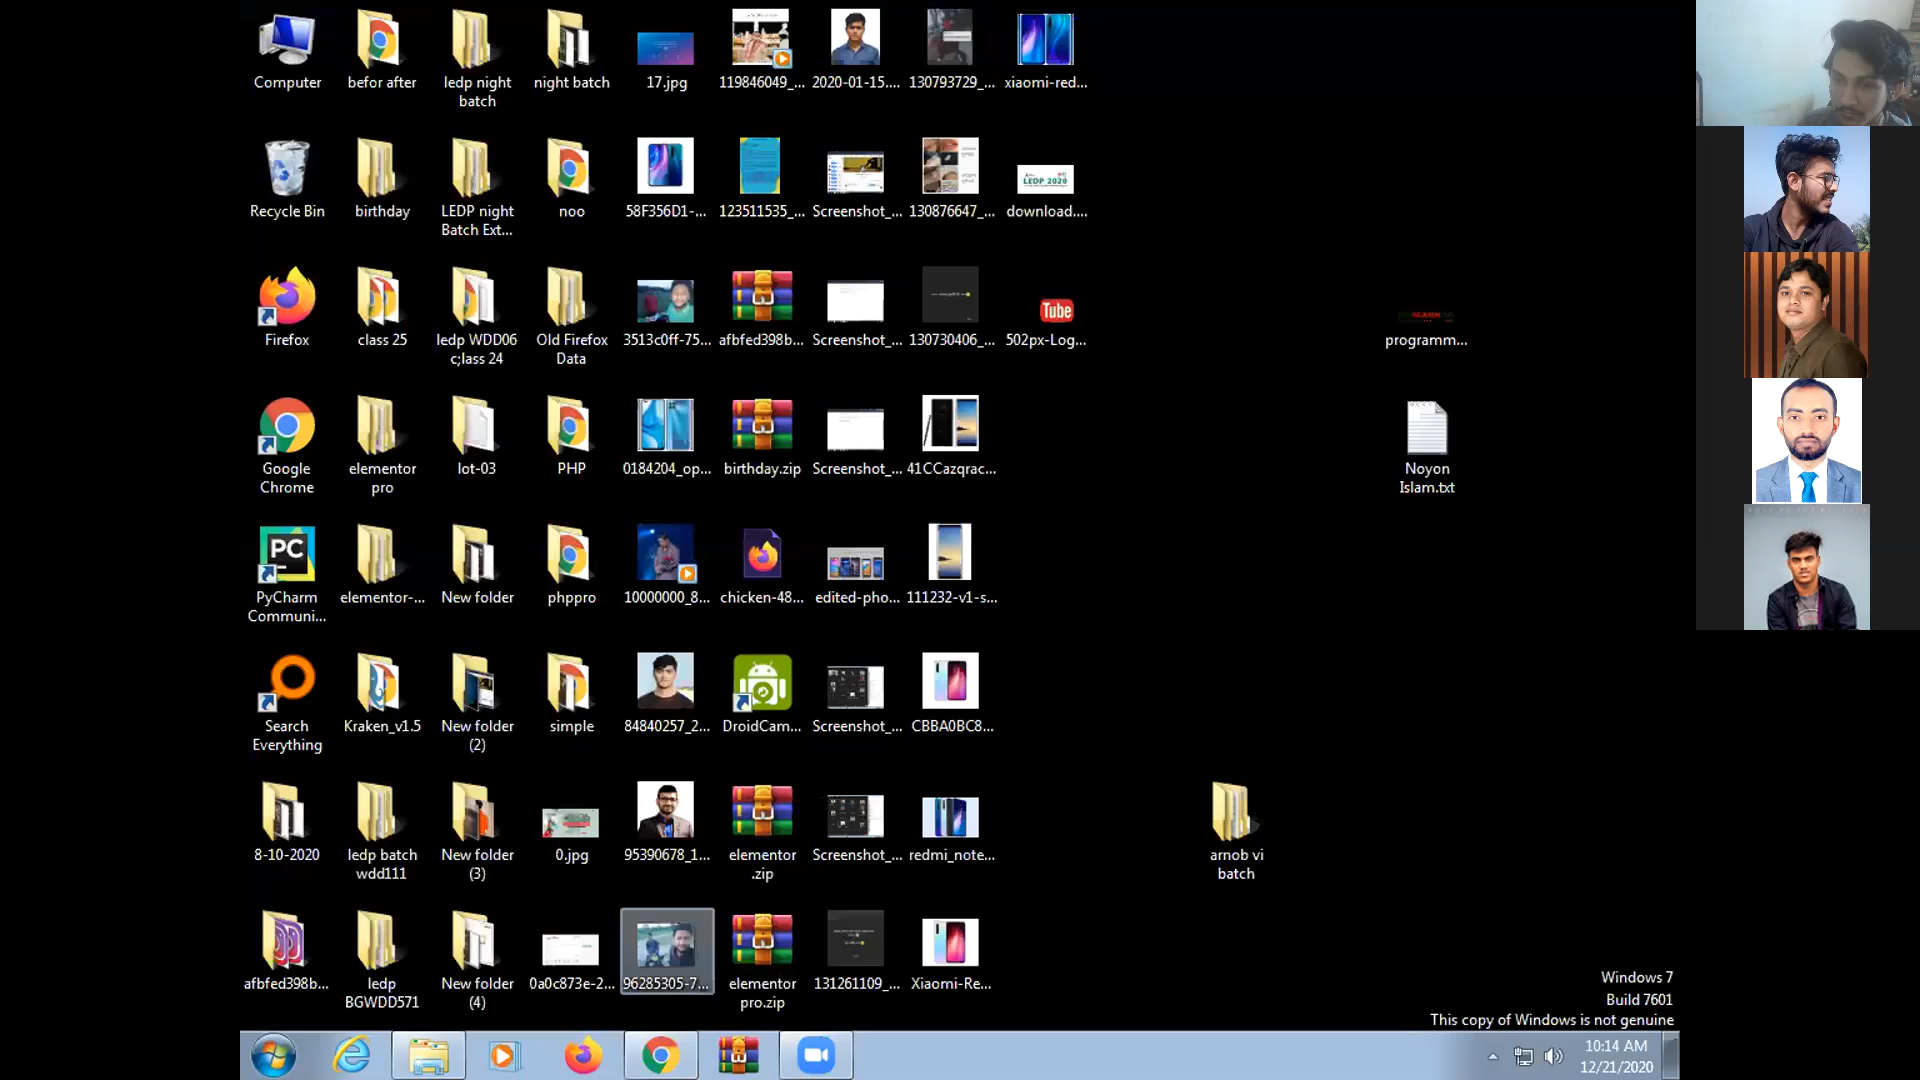 Computer
befor after
ledp night
batch
night batch
17.jpg
119846049_...
2020-01-15....
130793729_...
xiaomi-red...
Recycle Bin
birthday
LEDP night
Batch Ext...
noo
58F356D1-...
123511535_...
Screenshot_...
130876647_...
LEDP 2020
download....
Firefox
class 25
ledp WDD06
c;lass 24
Old Firefox
Data
3513c0ff-75...
afbfed398b...
Screenshot_...
130730406_...
Tube
502px-Log...
programm...
Google
Chrome
elementor
pro
lot-03
PHP
0184204_op...
birthday.zip
Screenshot_...
41CCazqrac...
Noyon
Islam.txt
PC
PyCharm
Communi...
elementor-...
New folder
phppro
10000000_8...
chicken-48...
edited-pho...
111232-v1-s...
Search
Everything
Kraken_v1.5
New folder
(2)
simple
84840257_2...
DroidCam...
Screenshot_...
CBBA0BC8...
8-10-2020
ledp batch
wdd111
New folder
(3)
0.jpg
95390678_1...
elementor
.zip
Screenshot_...
redmi_note...
arnob vi
batch
afbfed398b...
ledp
BGWDD571
New folder
(4)
0a0c873e-2...
96285305-7...
elementor
pro.zip
131261109_...
Xiaomi-Re...
Windows 7
Build 7601
This copy of Windows is not genuine
10:14 AM
12/21/2020